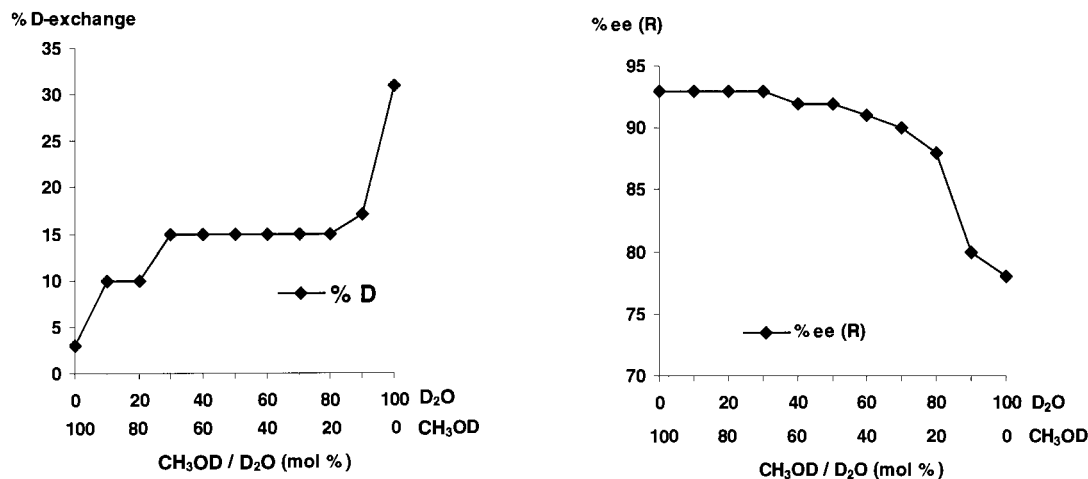 % D-exchange
35
30
25
20
15
10
5
0
% D
0 20 40 60 80 100 D₂O
100 80 60 40 20 0 CH₃OD
CH₃OD / D₂O (mol %)
% ee (R)
95
90
85
80
75
70
% ee (R)
0 20 40 60 80 100 D₂O
100 80 60 40 20 0 CH₃OD
CH₃OD / D₂O (mol %)